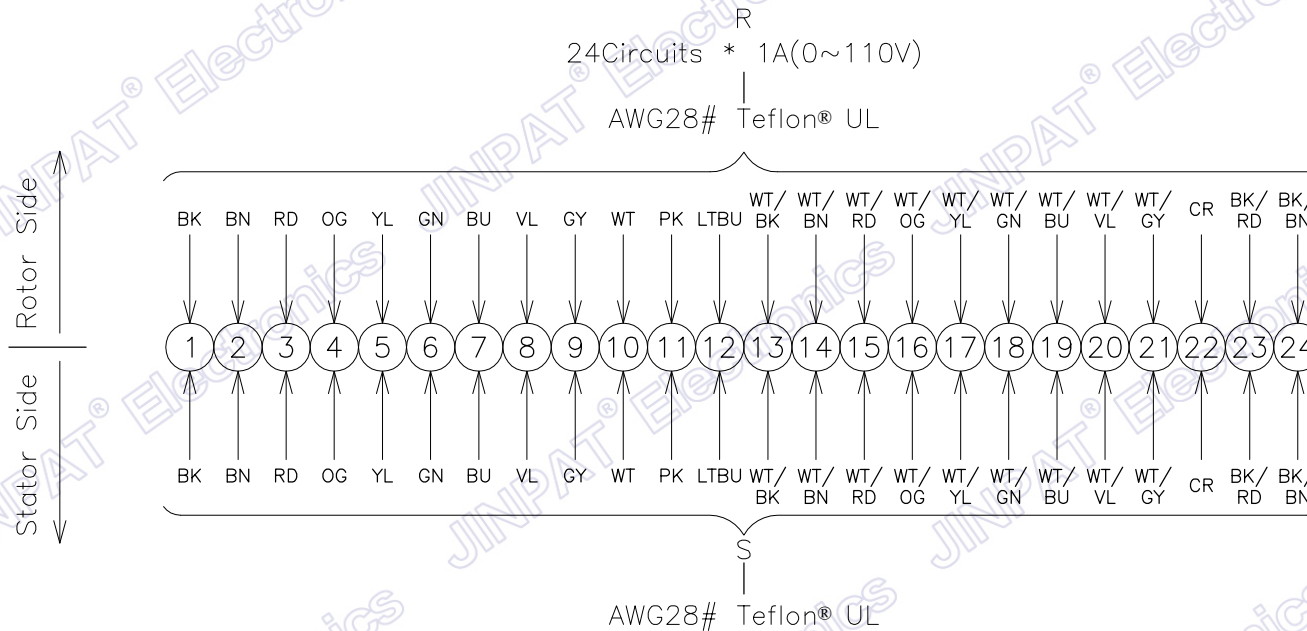 R
24Circuits * 1A(0~110V)
AWG28# Teflon® UL
Rotor Side
BK BN RD OG YL GN BU VL GY WT PK LTBU WT/BK WT/BN WT/RD WT/OG WT/YL WT/GN WT/BU WT/VL WT/GY CR BK/RD BK/BN
1 2 3 4 5 6 7 8 9 10 11 12 13 14 15 16 17 18 19 20 21 22 23 24
Stator Side
BK BN RD OG YL GN BU VL GY WT PK LTBU WT/BK WT/BN WT/RD WT/OG WT/YL WT/GN WT/BU WT/VL WT/GY CR BK/RD BK/BN
S
AWG28# Teflon® UL
JINPAT® Electronics